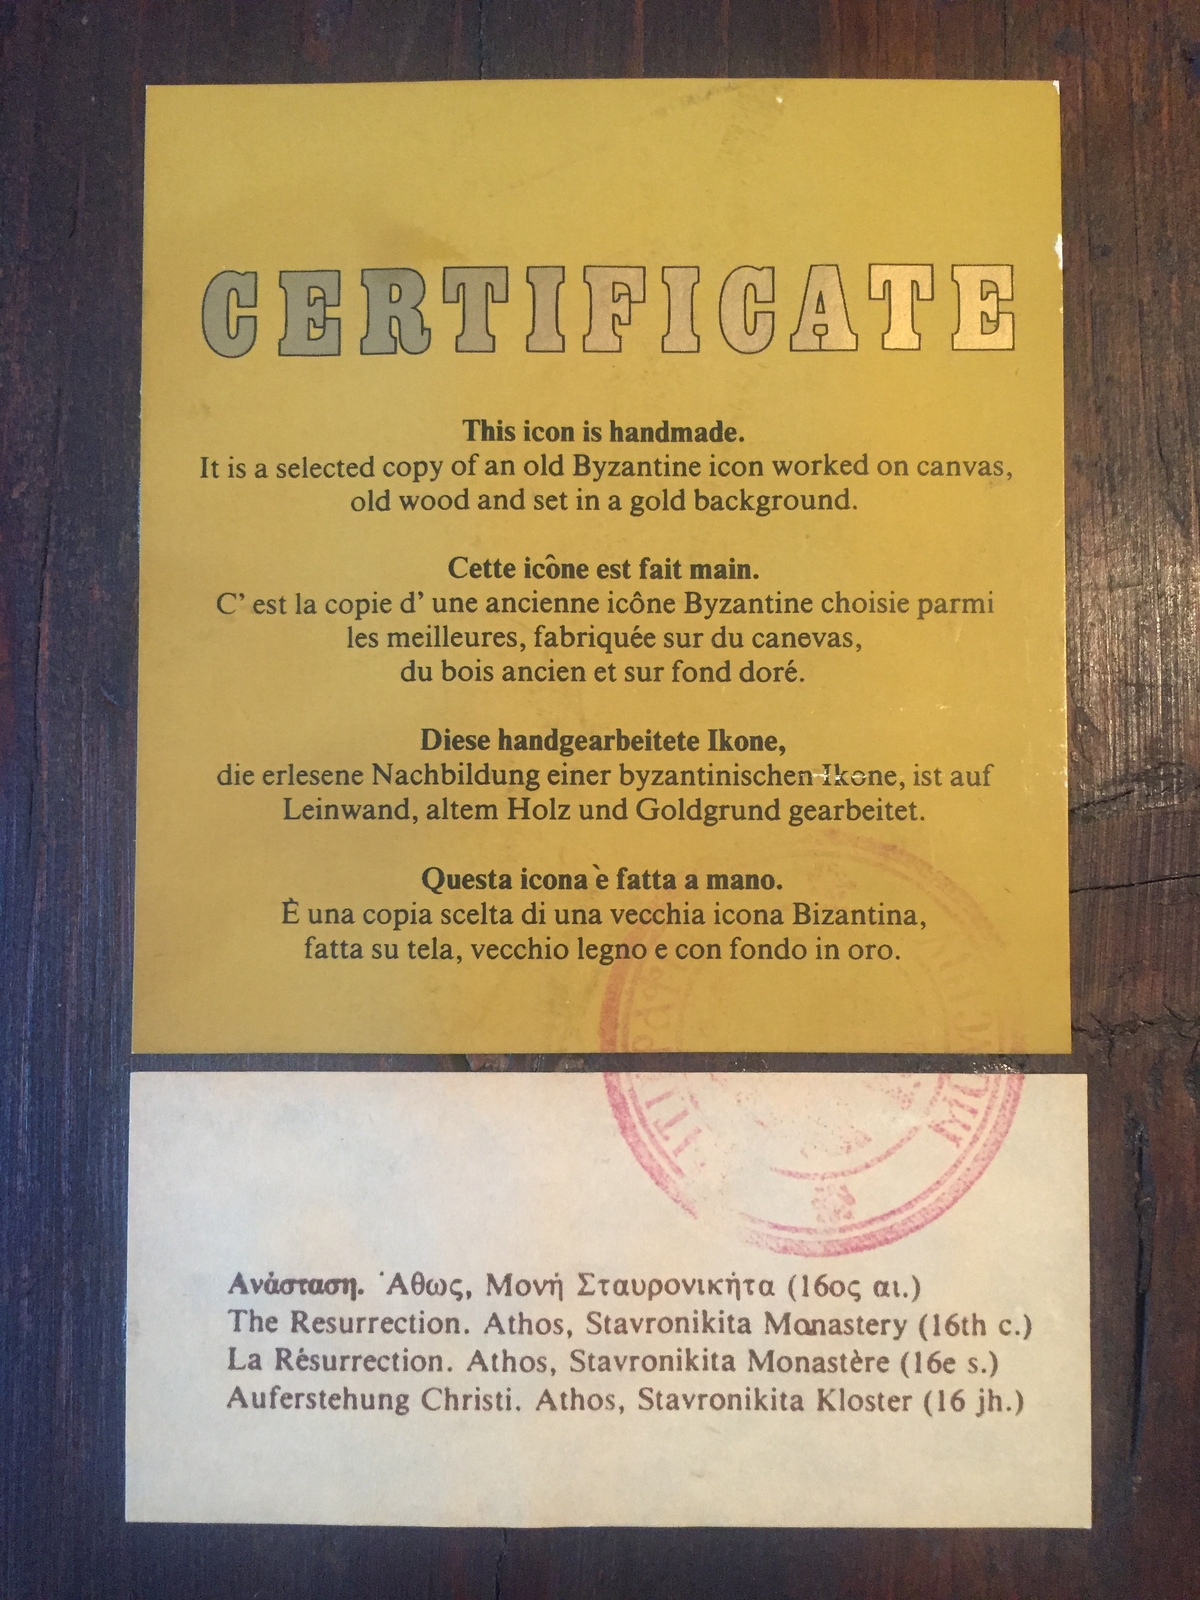 CERTIFICATE
This icon is handmade.
It is a selected copy of an old Byzantine icon worked on canvas,
old wood and set in a gold background.
Cette icône est fait main.
C’ est la copie d’ une ancienne icône Byzantine choisie parmi
les meilleures, fabriquée sur du canevas,
du bois ancien et sur fond doré.
Diese handgearbeitete Ikone,
die erlesene Nachbildung einer byzantinischen Ikone, ist auf
Leinwand, altem Holz und Goldgrund gearbeitet.
Questa icona è fatta a mano.
È una copia scelta di una vecchia icona Bizantina,
fatta su tela, vecchio legno e con fondo in oro.
Ανάσταση. Άθως, Μονή Σταυρονικήτα (16ος αι.)
The Resurrection. Athos, Stavronikita Monastery (16th c.)
La Résurrection. Athos, Stavronikita Monastère (16e s.)
Auferstehung Christi. Athos, Stavronikita Kloster (16 jh.)